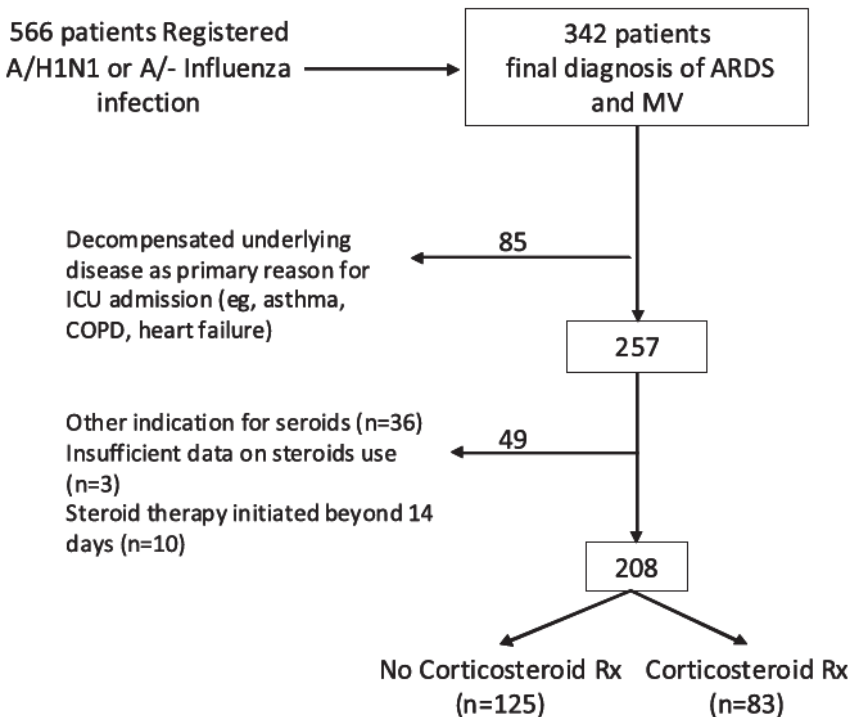 566 patients Registered
A/H1N1 or A/- Influenza
infection
342 patients
final diagnosis of ARDS
and MV
Decompensated underlying
disease as primary reason for
ICU admission (eg, asthma,
COPD, heart failure)
85
257
Other indication for seroids (n=36)
Insufficient data on steroids use
(n=3)
Steroid therapy initiated beyond 14
days (n=10)
49
208
No Corticosteroid Rx
(n=125)
Corticosteroid Rx
(n=83)